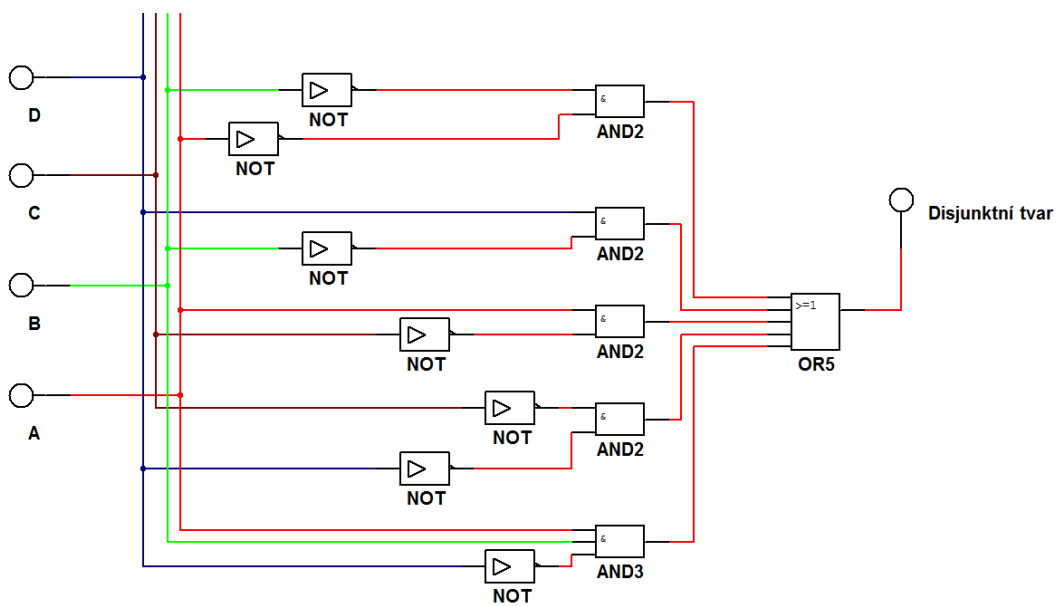 D
NOT
&
AND2
NOT
C
&
AND2
Disjunktní tvar
NOT
B
&
AND2
>=1
OR5
NOT
A
NOT
&
AND2
NOT
&
AND3
NOT